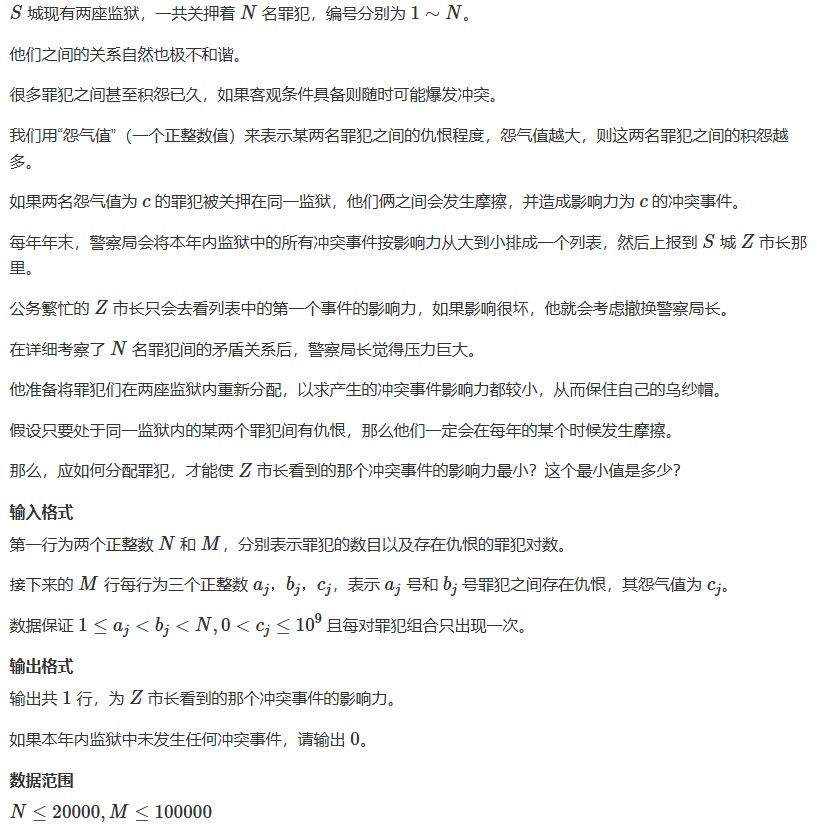 S 城现有两座监狱，一共关押着 N 名罪犯，编号分别为 1 ∼ N。
他们之间的关系自然也极不和谐。
很多罪犯之间甚至积怨已久，如果客观条件具备则随时可能爆发冲突。
我们用“怨气值”（一个正整数值）来表示某两名罪犯之间的仇恨程度，怨气值越大，则这两名罪犯之间的积怨越
多。
如果两名怨气值为 c 的罪犯被关押在同一监狱，他们俩之间会发生摩擦，并造成影响力为 c 的冲突事件。
每年年末，警察局会将本年内监狱中的所有冲突事件按影响力从大到小排成一个列表，然后上报到 S 城 Z 市长那
里。
公务繁忙的 Z 市长只会去看列表中的第一个事件的影响力，如果影响很坏，他就会考虑撤换警察局长。
在详细考察了 N 名罪犯间的矛盾关系后，警察局长觉得压力巨大。
他准备将罪犯们在两座监狱内重新分配，以求产生的冲突事件影响力都较小，从而保住自己的乌纱帽。
假设只要处于同一监狱内的某两个罪犯间有仇恨，那么他们一定会在每年的某个时候发生摩擦。
那么，应如何分配罪犯，才能使 Z 市长看到的那个冲突事件的影响力最小？这个最小值是多少？
输入格式
第一行为两个正整数 N 和 M，分别表示罪犯的数目以及存在仇恨的罪犯对数。
接下来的 M 行每行为三个正整数 aⱼ，bⱼ，cⱼ，表示 aⱼ 号和 bⱼ 号罪犯之间存在仇恨，其怨气值为 cⱼ。
数据保证 1 ≤ aⱼ < bⱼ < N, 0 < cⱼ ≤ 10⁹ 且每对罪犯组合只出现一次。
输出格式
输出共 1 行，为 Z 市长看到的那个冲突事件的影响力。
如果本年内监狱中未发生任何冲突事件，请输出 0。
数据范围
N ≤ 20000, M ≤ 100000